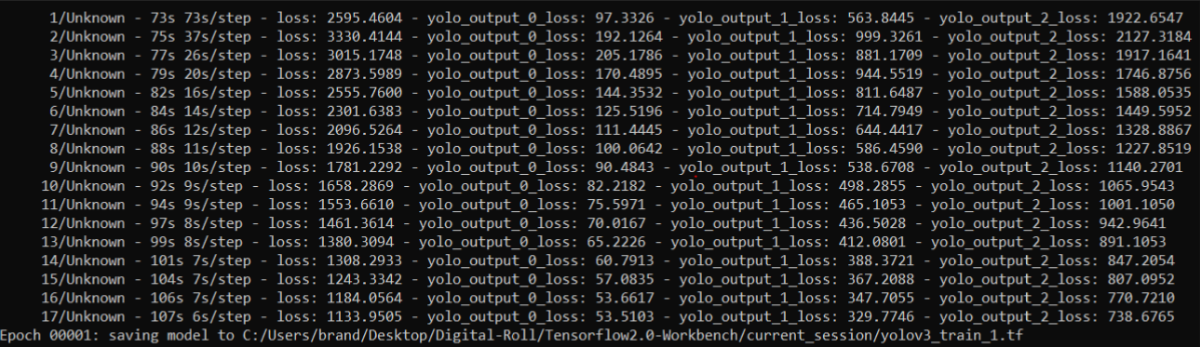 1/Unknown - 73s 73s/step - loss: 2595.4604 - yolo_output_0_loss: 97.3326 - yolo_output_1_loss: 563.8445 - yolo_output_2_loss: 1922.6547
2/Unknown - 75s 37s/step - loss: 3330.4144 - yolo_output_0_loss: 192.1264 - yolo_output_1_loss: 999.3261 - yolo_output_2_loss: 2127.3184
3/Unknown - 77s 26s/step - loss: 3015.1748 - yolo_output_0_loss: 205.1786 - yolo_output_1_loss: 881.1709 - yolo_output_2_loss: 1917.1641
4/Unknown - 79s 20s/step - loss: 2873.5989 - yolo_output_0_loss: 170.4895 - yolo_output_1_loss: 944.5519 - yolo_output_2_loss: 1746.8756
5/Unknown - 82s 16s/step - loss: 2555.7600 - yolo_output_0_loss: 144.3532 - yolo_output_1_loss: 811.6487 - yolo_output_2_loss: 1588.0535
6/Unknown - 84s 14s/step - loss: 2301.6383 - yolo_output_0_loss: 125.5196 - yolo_output_1_loss: 714.7949 - yolo_output_2_loss: 1449.5952
7/Unknown - 86s 12s/step - loss: 2096.5264 - yolo_output_0_loss: 111.4445 - yolo_output_1_loss: 644.4417 - yolo_output_2_loss: 1328.8867
8/Unknown - 88s 11s/step - loss: 1926.1538 - yolo_output_0_loss: 100.0642 - yolo_output_1_loss: 586.4590 - yolo_output_2_loss: 1227.8519
9/Unknown - 90s 10s/step - loss: 1781.2292 - yolo_output_0_loss: 90.4843 - yolo_output_1_loss: 538.6708 - yolo_output_2_loss: 1140.2701
10/Unknown - 92s 9s/step - loss: 1658.2869 - yolo_output_0_loss: 82.2182 - yolo_output_1_loss: 498.2855 - yolo_output_2_loss: 1065.9543
11/Unknown - 94s 9s/step - loss: 1553.6610 - yolo_output_0_loss: 75.5971 - yolo_output_1_loss: 465.1053 - yolo_output_2_loss: 1001.1050
12/Unknown - 97s 8s/step - loss: 1461.3614 - yolo_output_0_loss: 70.0167 - yolo_output_1_loss: 436.5028 - yolo_output_2_loss: 942.9641
13/Unknown - 99s 8s/step - loss: 1380.3094 - yolo_output_0_loss: 65.2226 - yolo_output_1_loss: 412.0801 - yolo_output_2_loss: 891.1053
14/Unknown - 101s 7s/step - loss: 1308.2933 - yolo_output_0_loss: 60.7913 - yolo_output_1_loss: 388.3721 - yolo_output_2_loss: 847.2054
15/Unknown - 104s 7s/step - loss: 1243.3342 - yolo_output_0_loss: 57.0835 - yolo_output_1_loss: 367.2088 - yolo_output_2_loss: 807.0952
16/Unknown - 106s 7s/step - loss: 1184.0564 - yolo_output_0_loss: 53.6617 - yolo_output_1_loss: 347.7055 - yolo_output_2_loss: 770.7210
17/Unknown - 107s 6s/step - loss: 1133.9505 - yolo_output_0_loss: 53.5103 - yolo_output_1_loss: 329.7746 - yolo_output_2_loss: 738.6765
Epoch 00001: saving model to C:/Users/brand/Desktop/Digital-Roll/Tensorflow2.0-Workbench/current_session/yolov3_train_1.tf